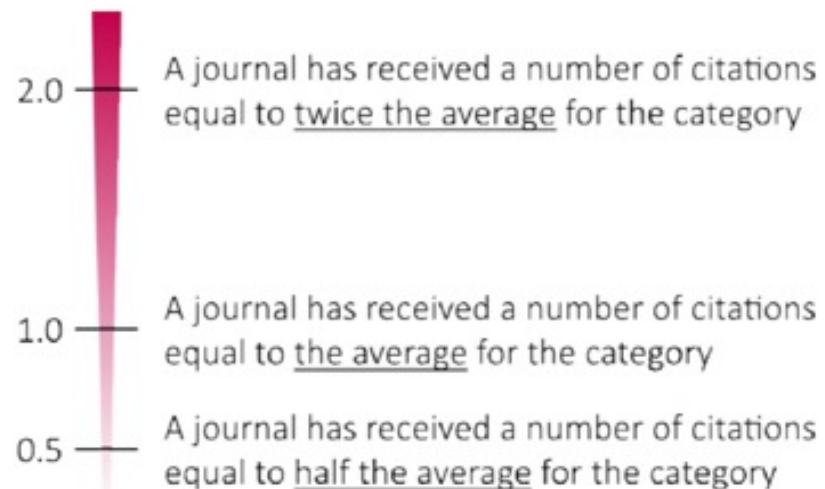 2.0
A journal has received a number of citations
equal to twice the average for the category
1.0
A journal has received a number of citations
equal to the average for the category
0.5
A journal has received a number of citations
equal to half the average for the category